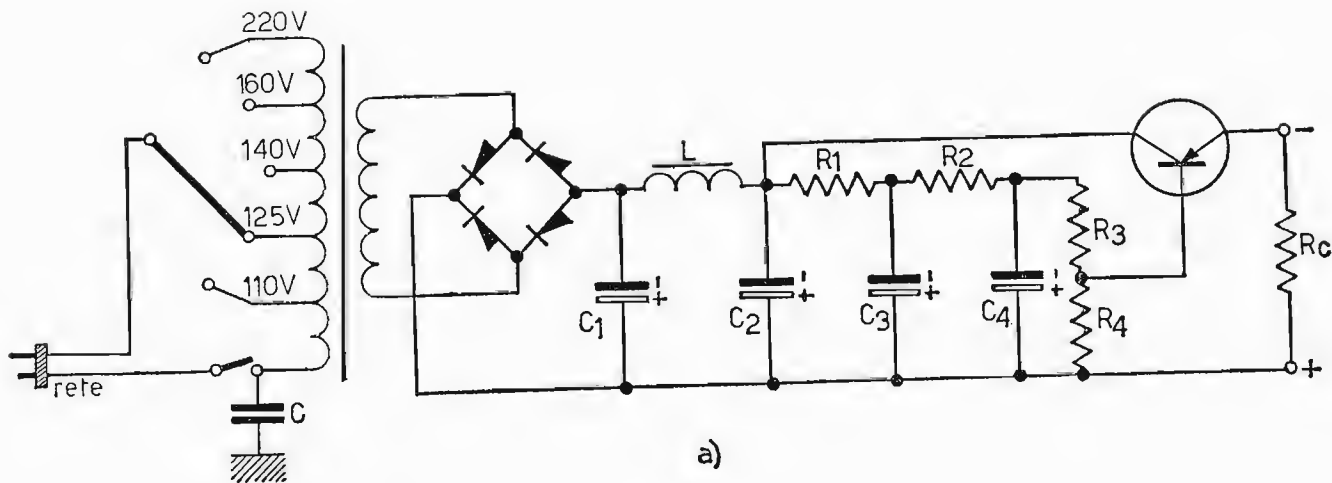 220V
160V
140V
125V
110V
rete
C
L
R1
R2
R3
R4
Rc
C1
C2
C3
C4
-
+
- +
- +
- +
- +
a)